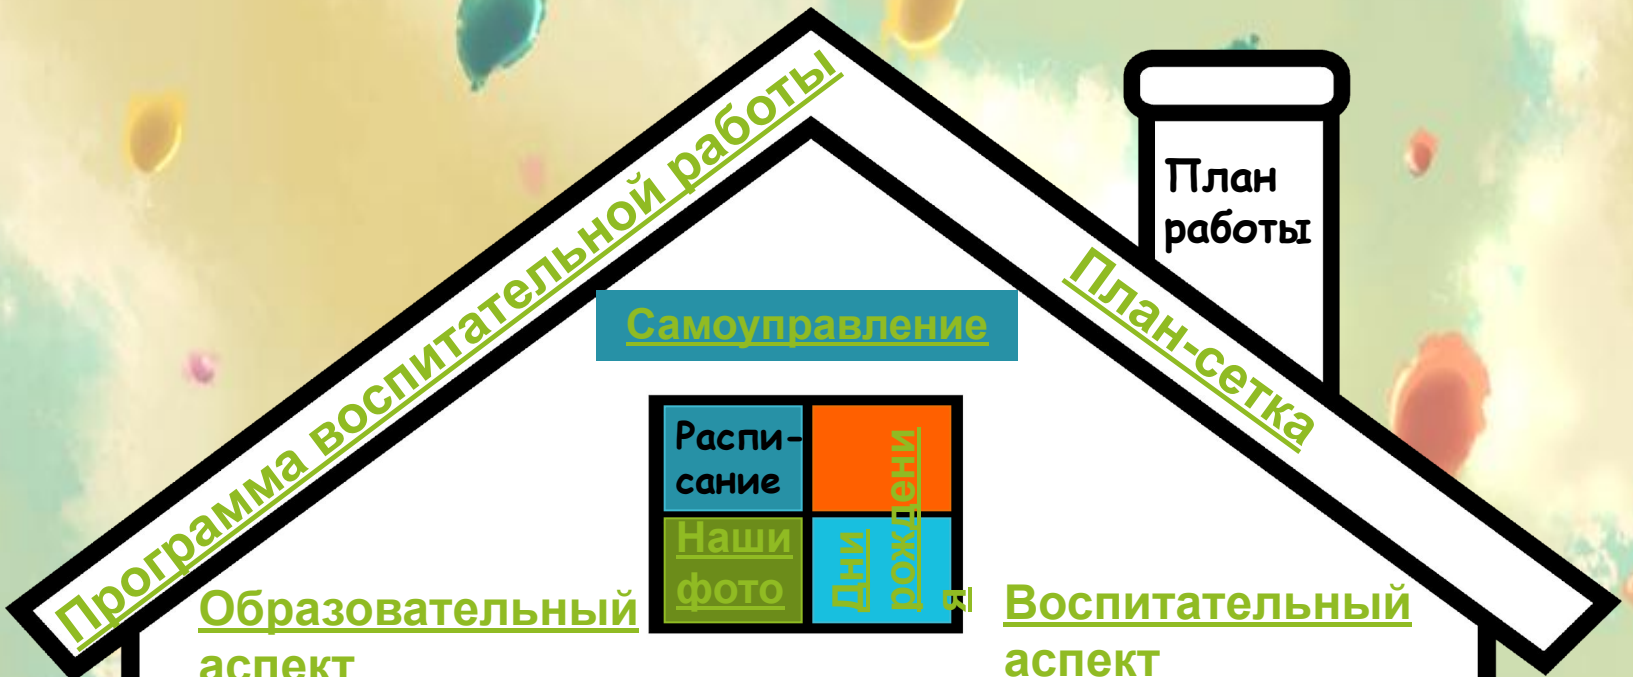 Программа воспитательной работы
План
работы
План-сетка
Самоуправление
Распи-
сание
Наши
фото
Дни
рождени
я
Образовательный
аспект
Воспитательный
аспект